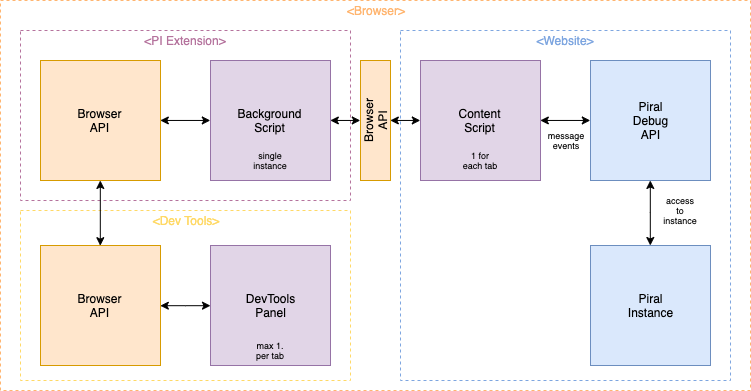 <Browser>
<PI Extension>
<Website>
Browser
API
Background
Script
single
instance
Browser
API
Content
Script
1 for
each tab
message
events
Piral
Debug
API
access
to
instance
<Dev Tools>
Browser
API
DevTools
Panel
max 1.
per tab
Piral
Instance